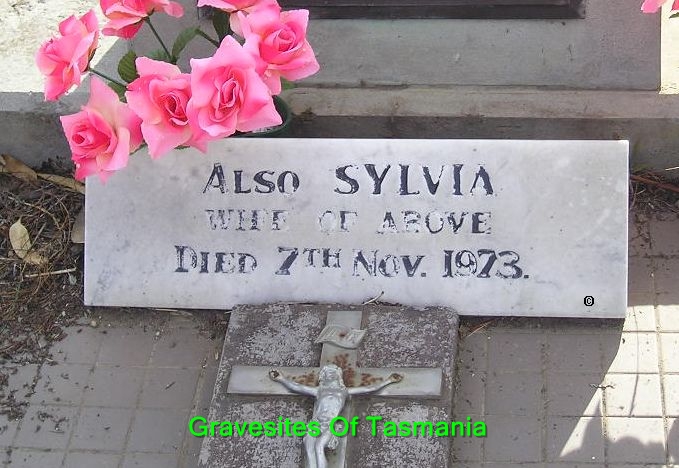 ALSO SYLVIA
WIFE OF ABOVE
DIED 7TH NOV. 1973.
©
Gravesites Of Tasmania